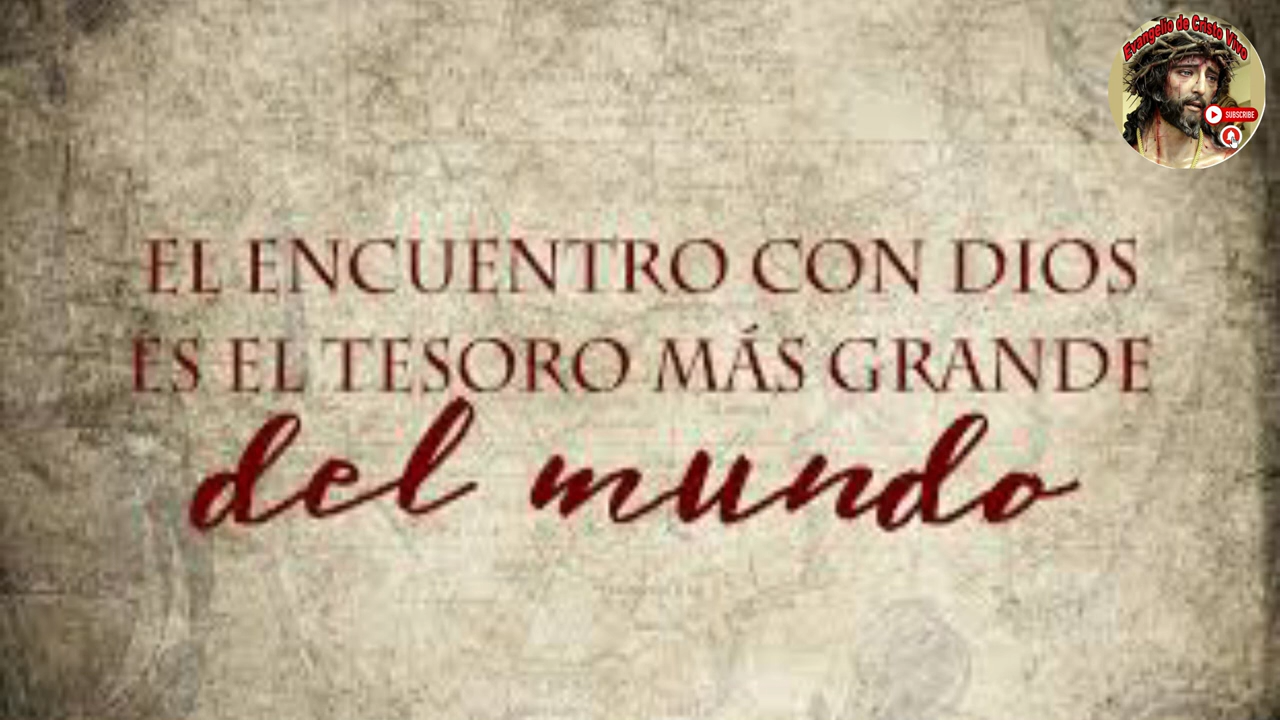 Evangelio de Cristo Vivo
SUBSCRIBE
EL ENCUENTRO CON DIOS
ES EL TESORO MÁS GRANDE
del mundo